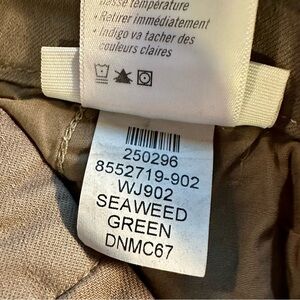 basse température
• Retirer immédiatement
• Indigo va tacher des
couleurs claires
250296
8552719-902
WJ902
SEAWEED
GREEN
DNMC67